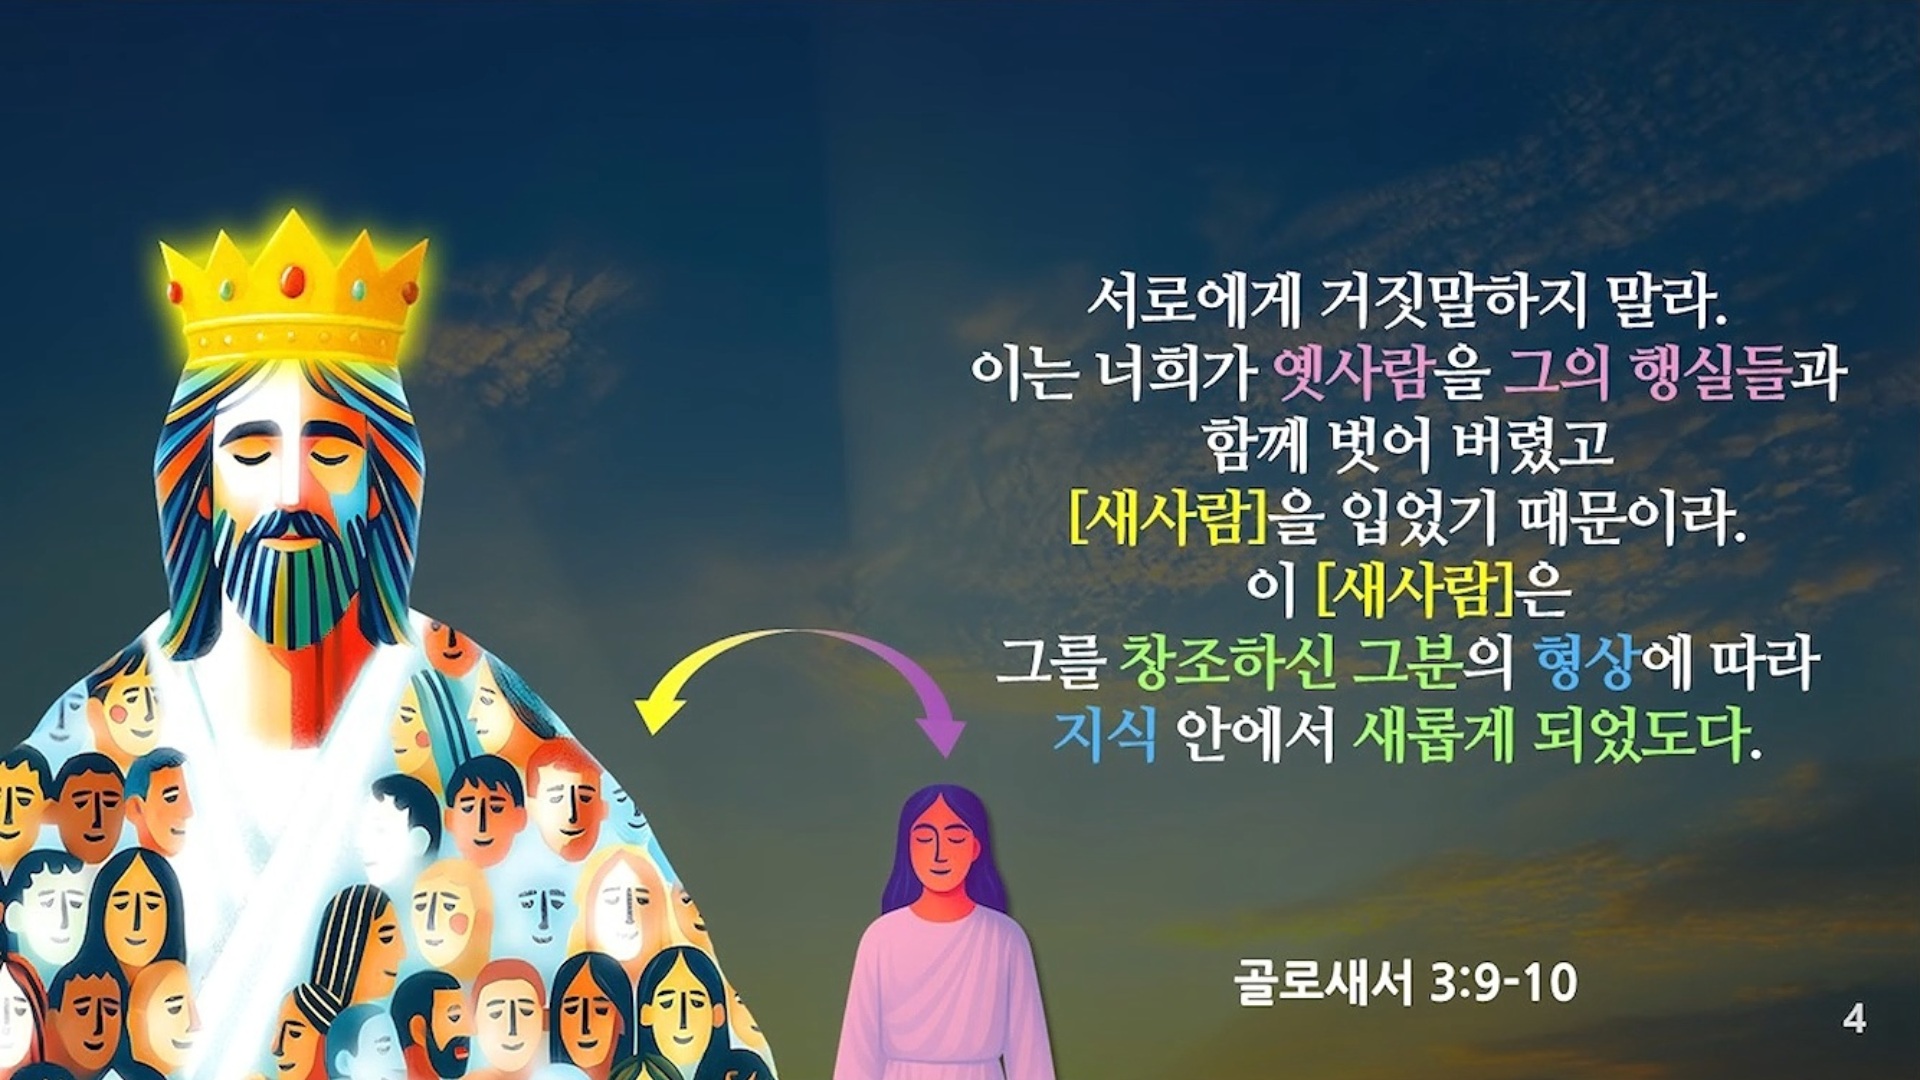 서로에게 거짓말하지 말라.
이는 너희가 옛사람을 그의 행실들과
함께 벗어 버렸고
[새사람]을 입었기 때문이라.
이 [새사람]은
그를 창조하신 그분의 형상에 따라
지식 안에서 새롭게 되었도다.
골로새서 3:9-10
4